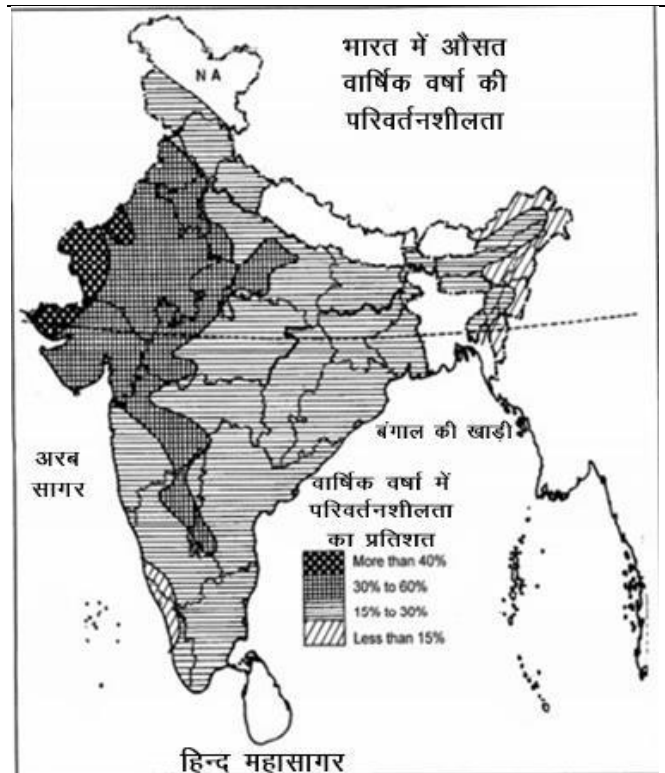 भारत में औसत
वार्षिक वर्षा की
परिवर्तनशीलता
NA
बंगाल की खाड़ी
अरब
सागर
वार्षिक वर्षा में
परिवर्तनशीलता
का प्रतिशत
More than 40%
30% to 60%
15% to 30%
Less than 15%
हिन्द महासागर